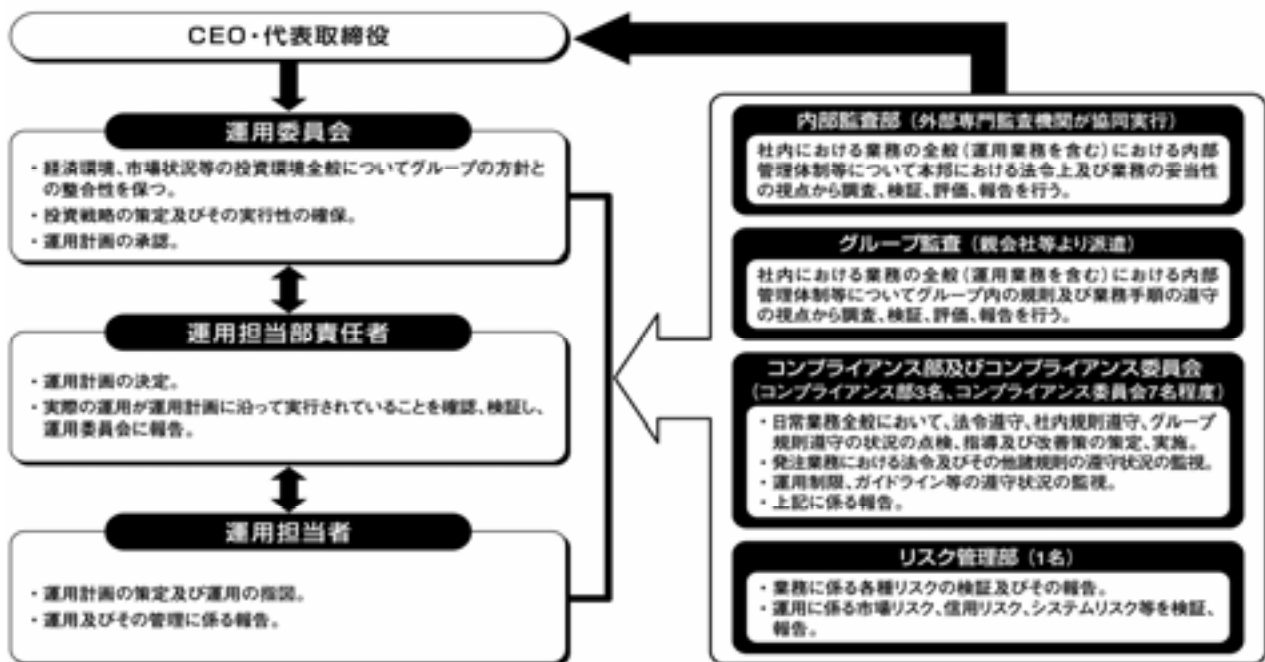 CEO・代表取締役
運用委員会
・経済環境、市場状況等の投資環境全般についてグループの方針と
の整合性を保つ。
・投資戦略の策定及びその実行性の確保。
・運用計画の承認。
運用担当部責任者
・運用計画の決定。
・実際の運用が運用計画に沿って実行されていることを確認、検証し、
運用委員会に報告。
運用担当者
・運用計画の策定及び運用の指図。
・運用及びその管理に係る報告。
内部監査部（外部専門監査機関が協同実行）
社内における業務の全般（運用業務を含む）における内部
管理体制等について本邦における法令上及び業務の妥当性
の視点から調査、検証、評価、報告を行う。
グループ監査（親会社等より派遣）
社内における業務の全般（運用業務を含む）における内部
管理体制等についてグループ内の規則及び業務手順の遵守
の視点から調査、検証、評価、報告を行う。
コンプライアンス部及びコンプライアンス委員会
（コンプライアンス部3名、コンプライアンス委員会7名程度）
・日常業務全般において、法令遵守、社内規則遵守、グループ
規則遵守の状況の点検、指導及び改善策の策定、実施。
・発注業務における法令及びその他諸規則の遵守状況の監視。
・運用制限、ガイドライン等の遵守状況の監視。
・上記に係る報告。
リスク管理部（1名）
・業務に係る各種リスクの検証及びその報告。
・運用に係る市場リスク、信用リスク、システムリスク等を検証、
報告。